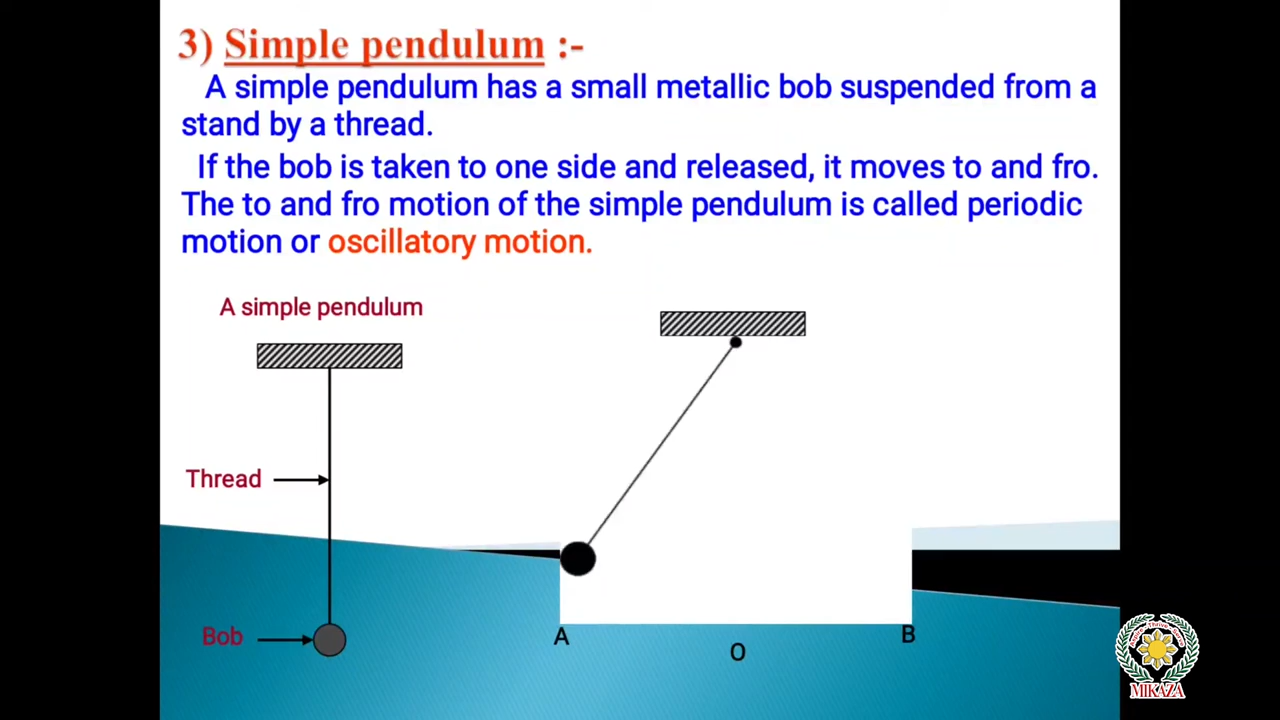 3) Simple pendulum :-
A simple pendulum has a small metallic bob suspended from a
stand by a thread.
If the bob is taken to one side and released, it moves to and fro.
The to and fro motion of the simple pendulum is called periodic
motion or oscillatory motion.
A simple pendulum
Thread
Bob
A
O
B
MIKAZA